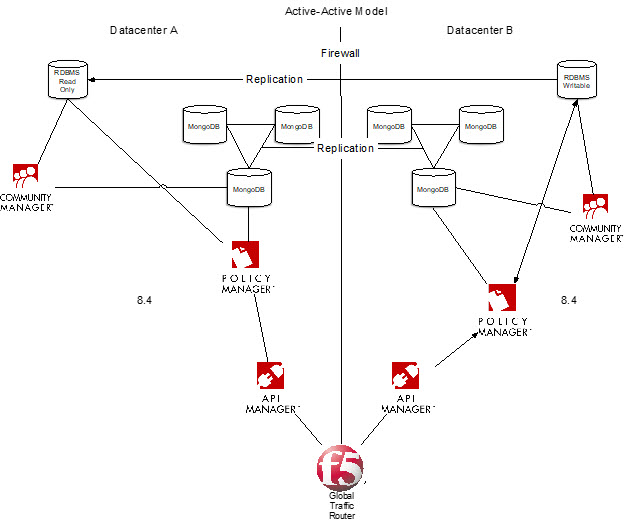 Active-Active Model
Datacenter A
Datacenter B
Firewall
RDBMS
Read
Only
Replication
RDBMS
Writable
MongoDB
MongoDB
MongoDB
MongoDB
Replication
MongoDB
MongoDB
COMMUNITY
MANAGER™
COMMUNITY
MANAGER™
POLICY
MANAGER™
8.4
POLICY
MANAGER™
8.4
API
MANAGER™
API
MANAGER™
f5
Global
Traffic
Router